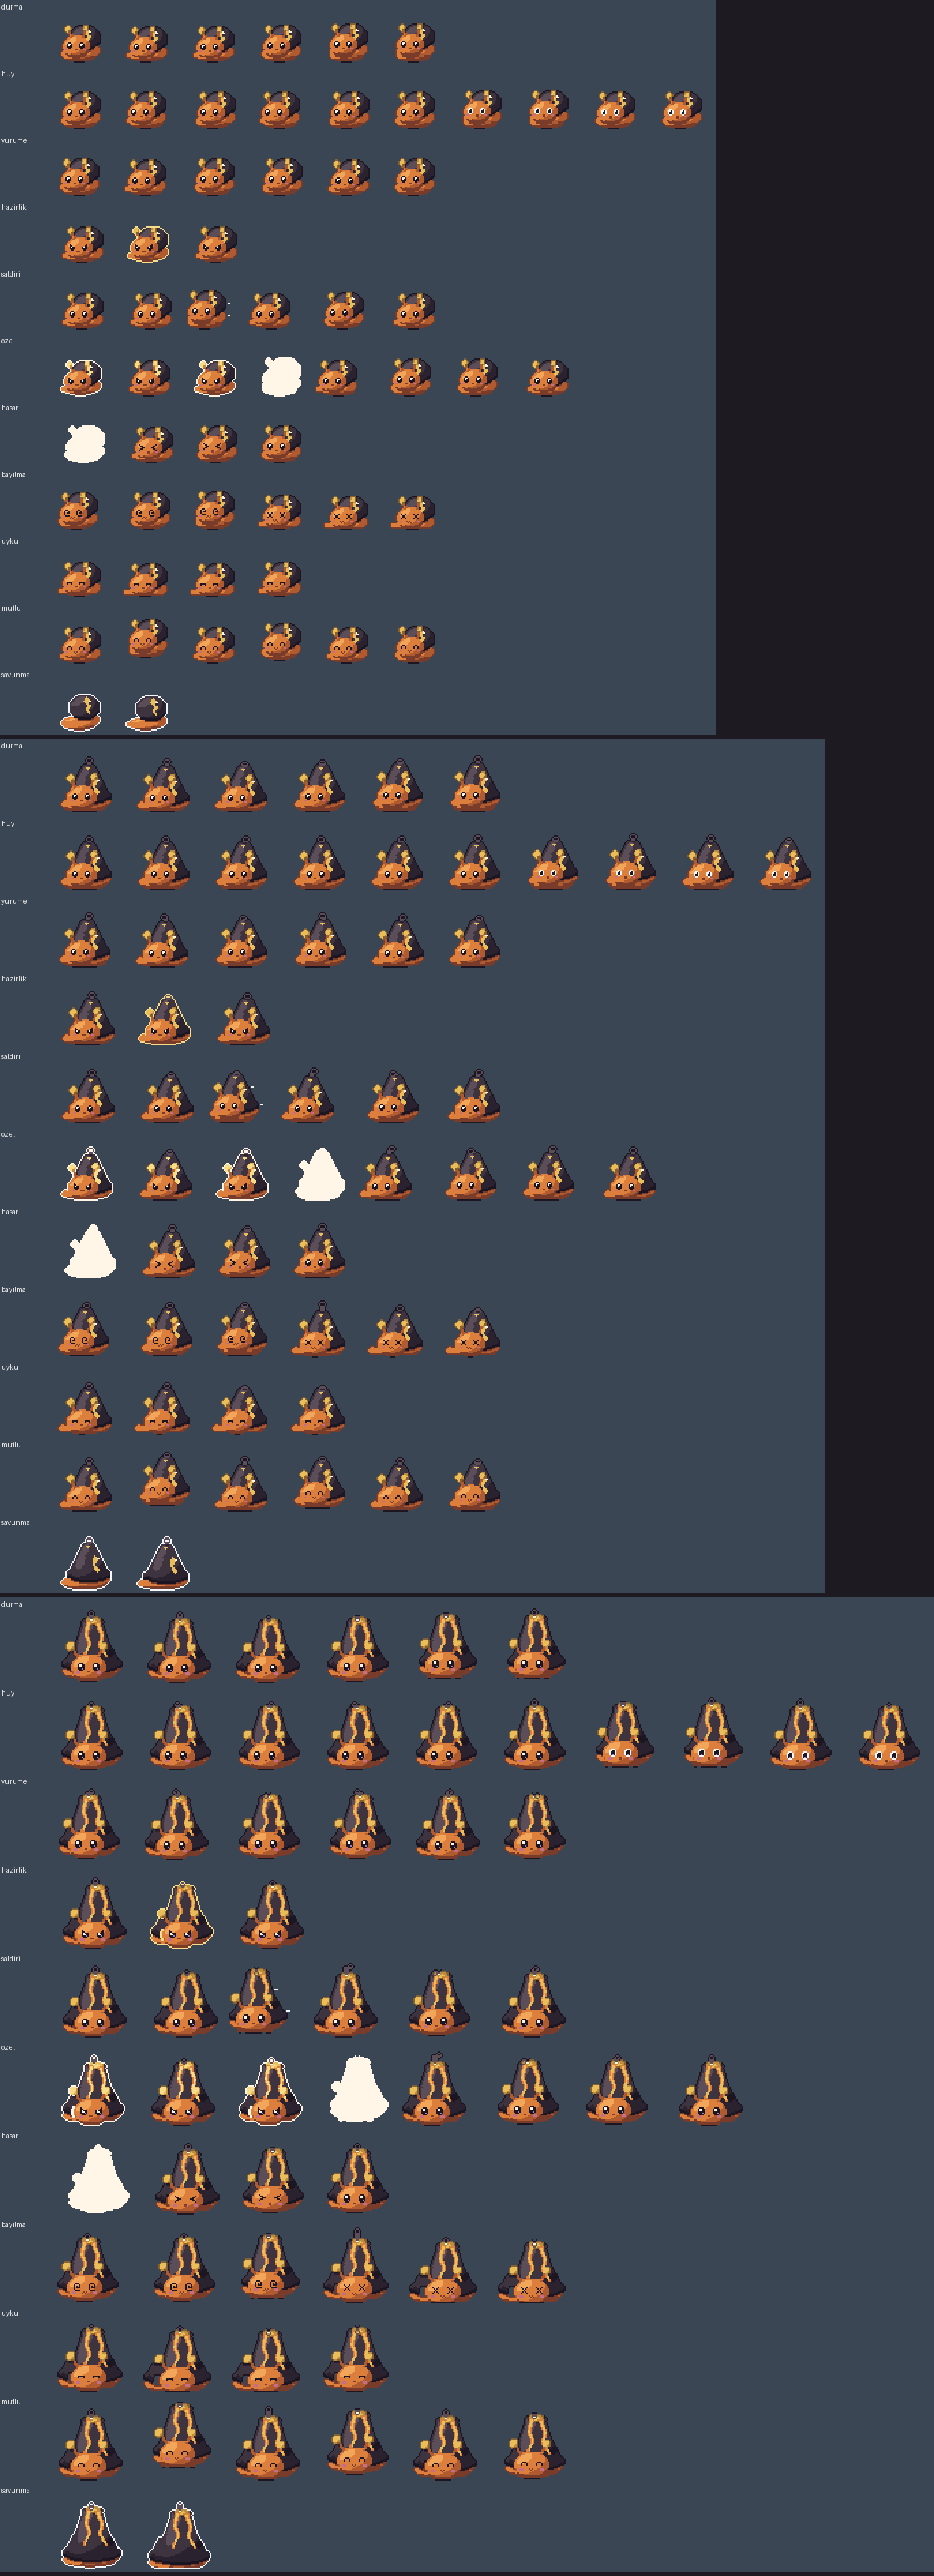 durma
huy
yurume
hazirlik
saldiri
ozel
hasar
bayilma
uyku
mutlu
savunma
durma
huy
yurume
hazirlik
saldiri
ozel
hasar
bayilma
uyku
mutlu
savunma
durma
huy
yurume
hazirlik
saldiri
ozel
hasar
bayilma
uyku
mutlu
savunma